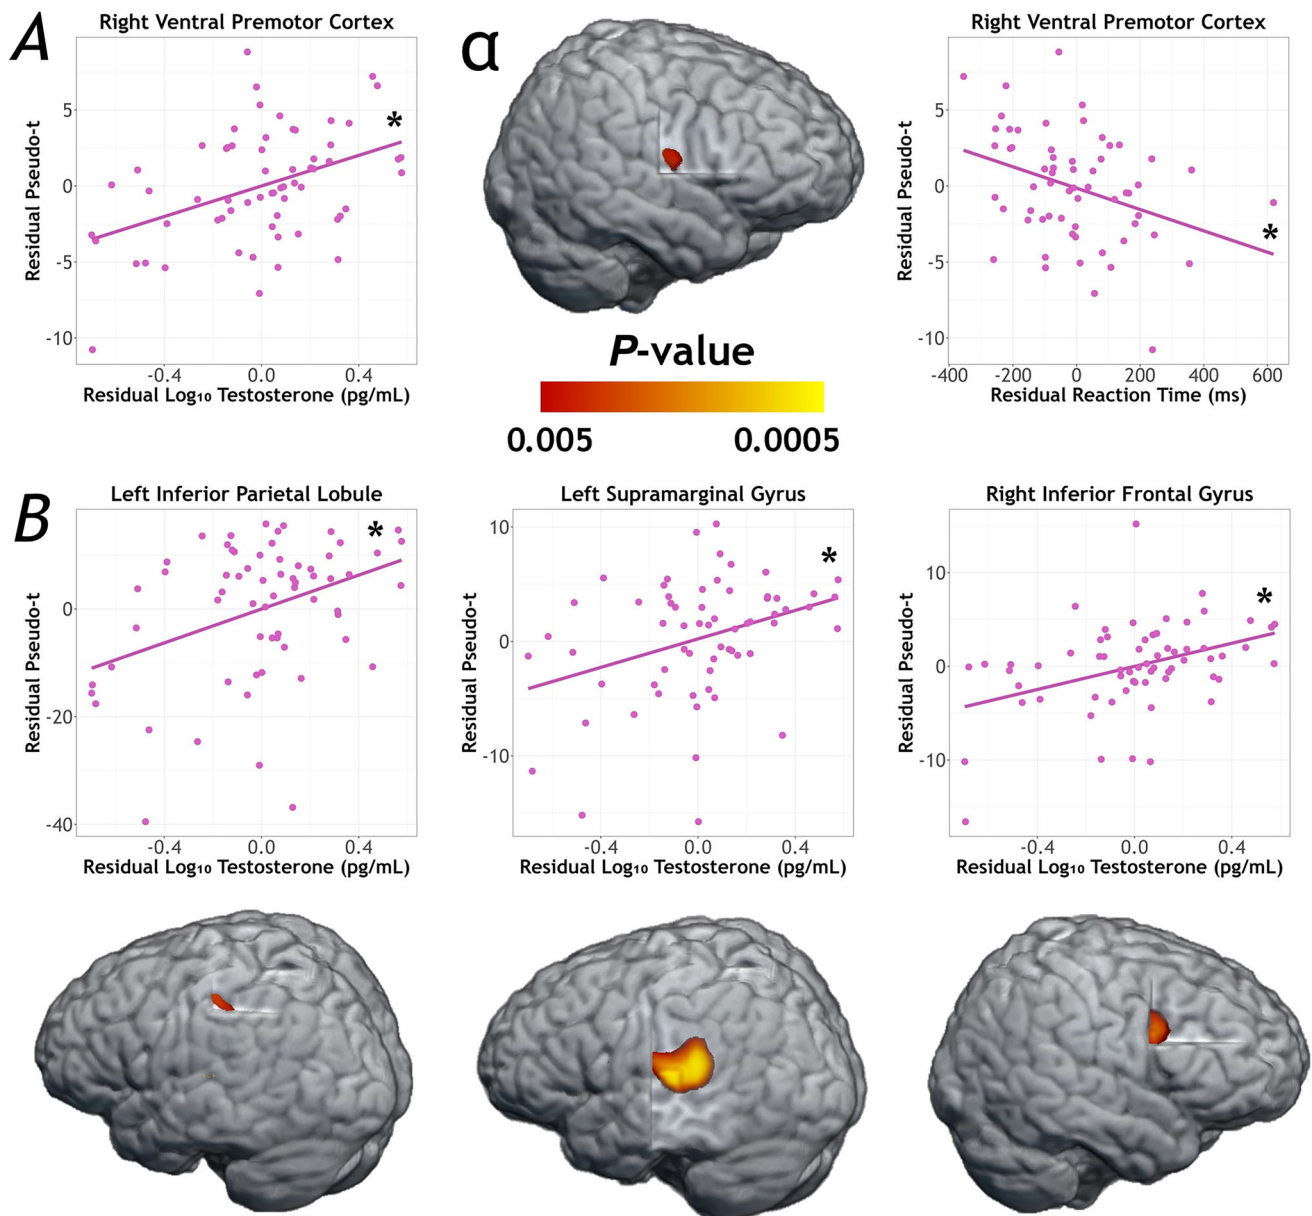 A
Right Ventral Premotor Cortex
Residual Pseudo-t
5
0
-5
-10
-0.4 0.0 0.4
Residual Log₁₀ Testosterone (pg/mL)
*
α
P-value
0.005 0.0005
Right Ventral Premotor Cortex
Residual Pseudo-t
5
0
-5
-10
-400 -200 0 200 400 600
Residual Reaction Time (ms)
*
B
Left Inferior Parietal Lobule
Residual Pseudo-t
0
-20
-40
-0.4 0.0 0.4
Residual Log₁₀ Testosterone (pg/mL)
*
Left Supramarginal Gyrus
Residual Pseudo-t
10
0
-10
-0.4 0.0 0.4
Residual Log₁₀ Testosterone (pg/mL)
*
Right Inferior Frontal Gyrus
Residual Pseudo-t
10
0
-10
-0.4 0.0 0.4
Residual Log₁₀ Testosterone (pg/mL)
*